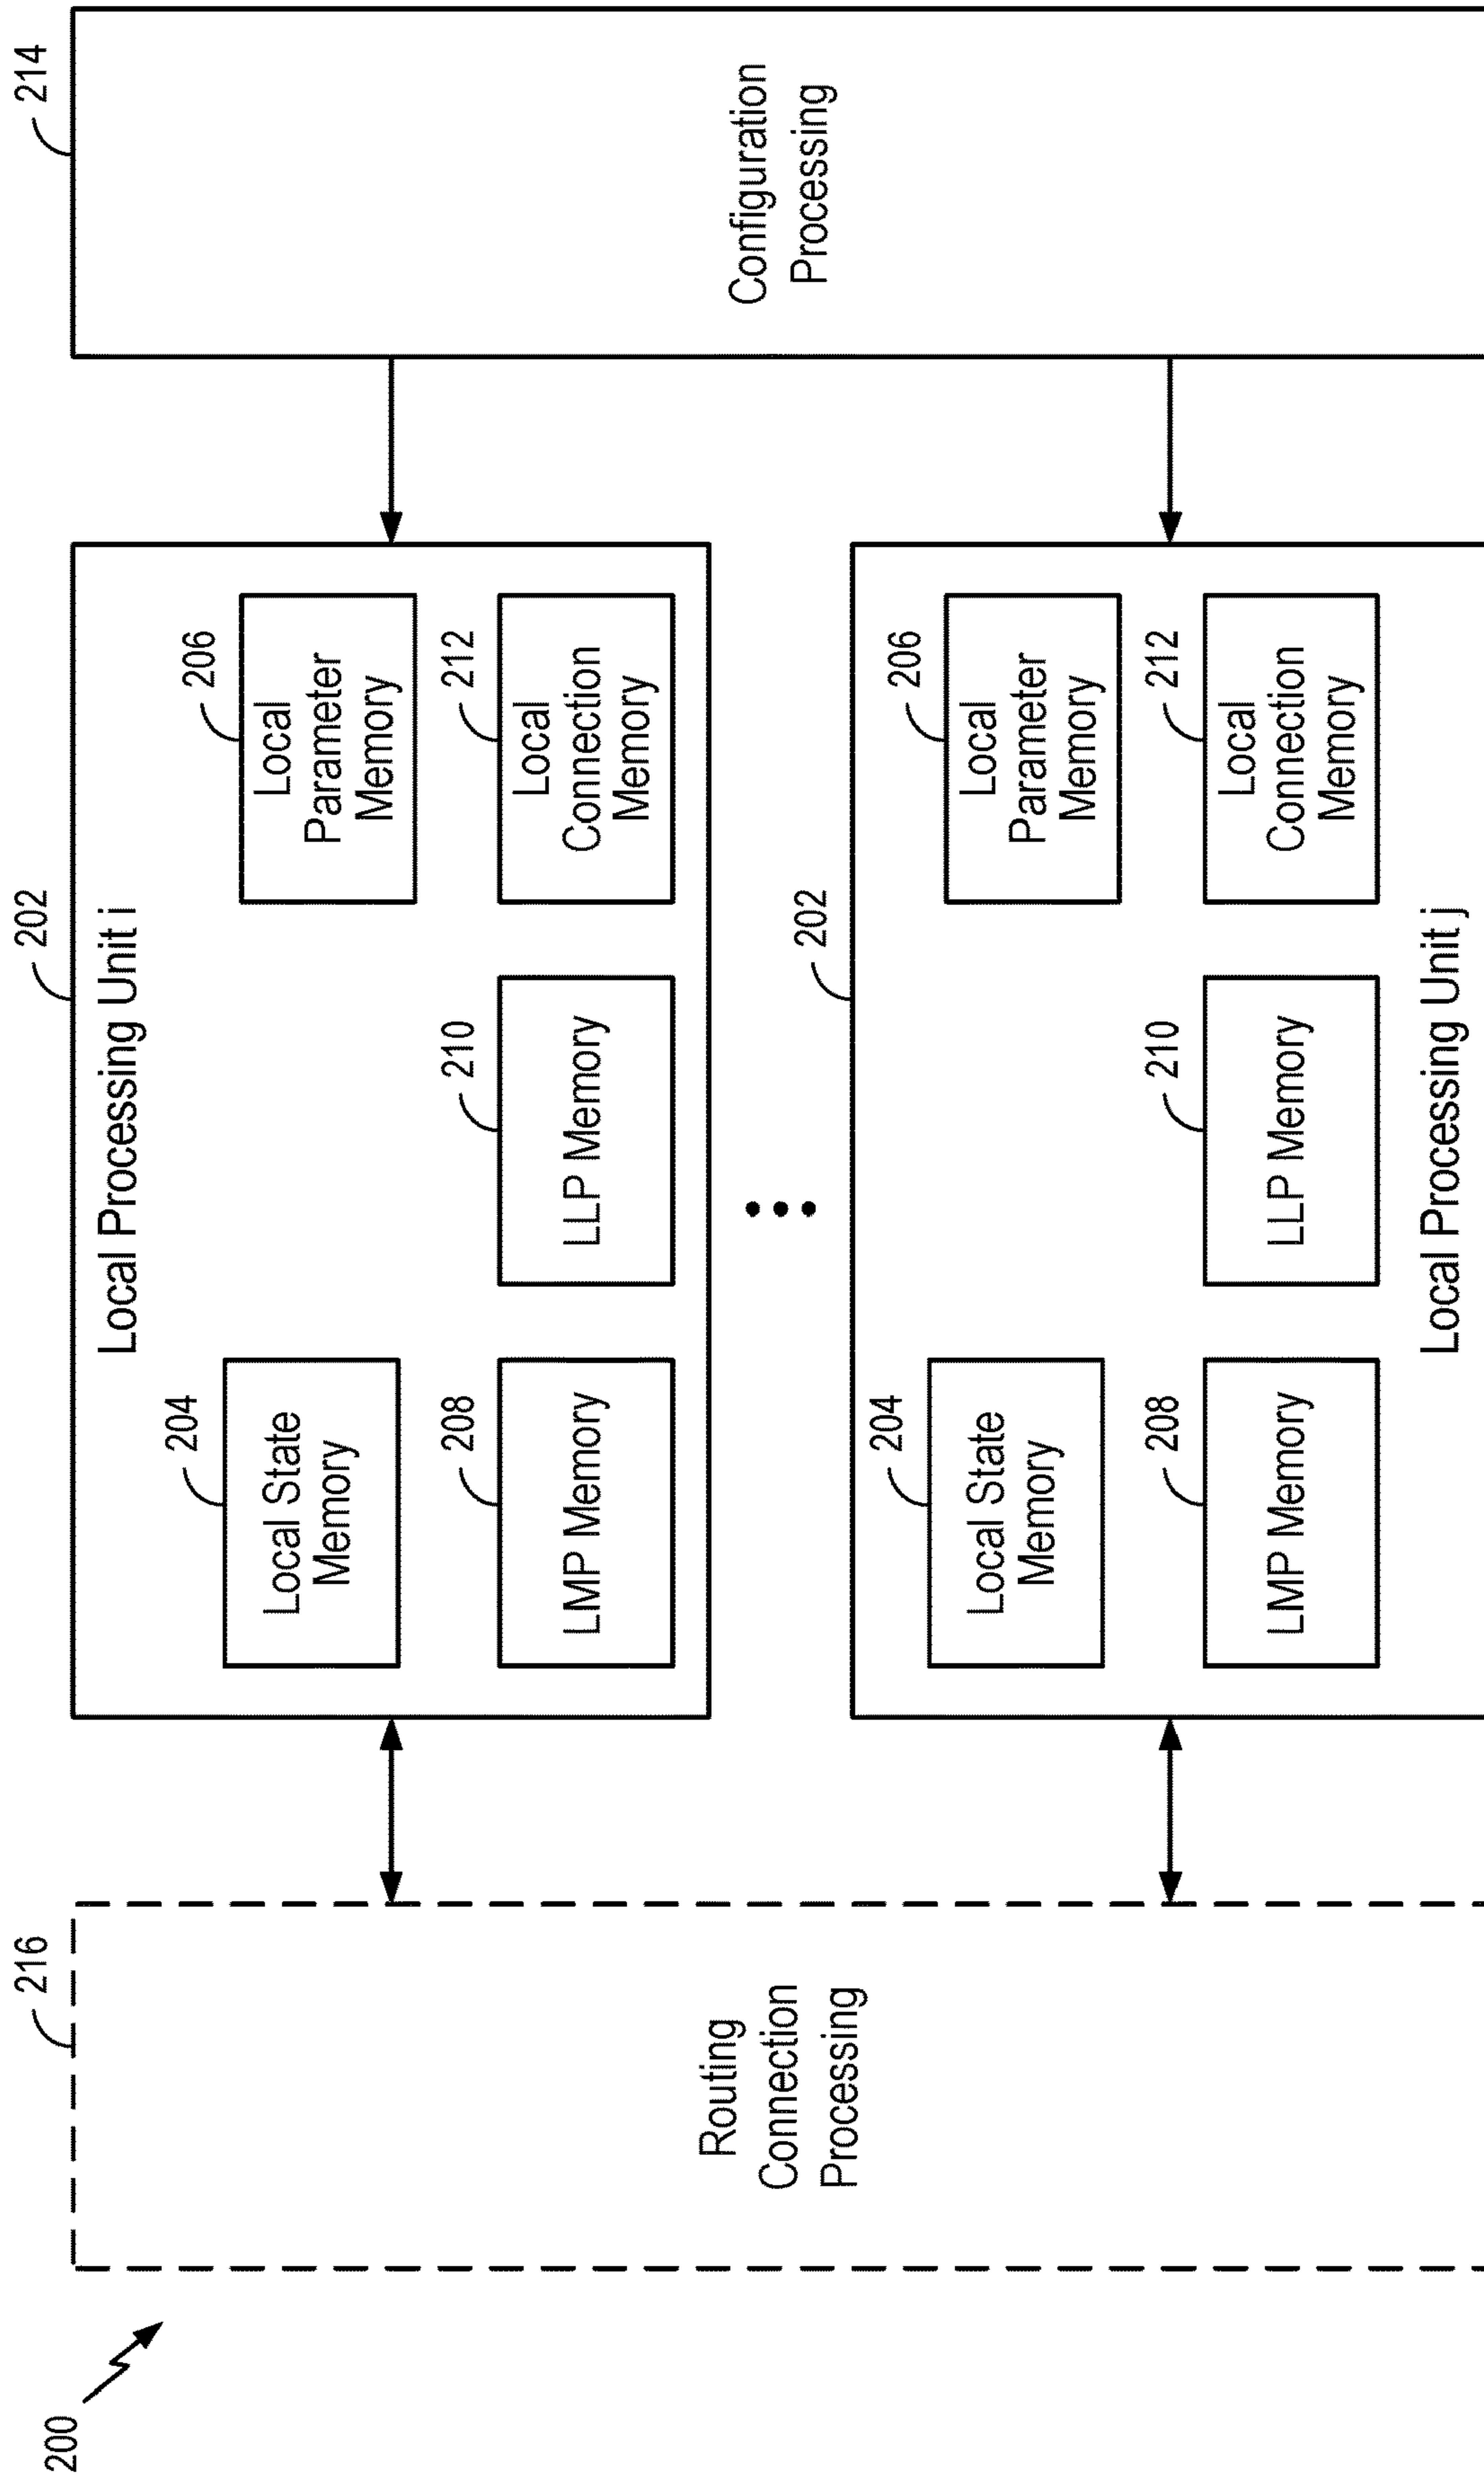 200
216
Routing
Connection
Processing
202
Local Processing Unit i
204
Local State
Memory
206
Local
Parameter
Memory
208
LMP Memory
210
LLP Memory
212
Local
Connection
Memory
202
204
Local State
Memory
206
Local
Parameter
Memory
208
LMP Memory
210
LLP Memory
212
Local
Connection
Memory
Local Processing Unit j
214
Configuration
Processing